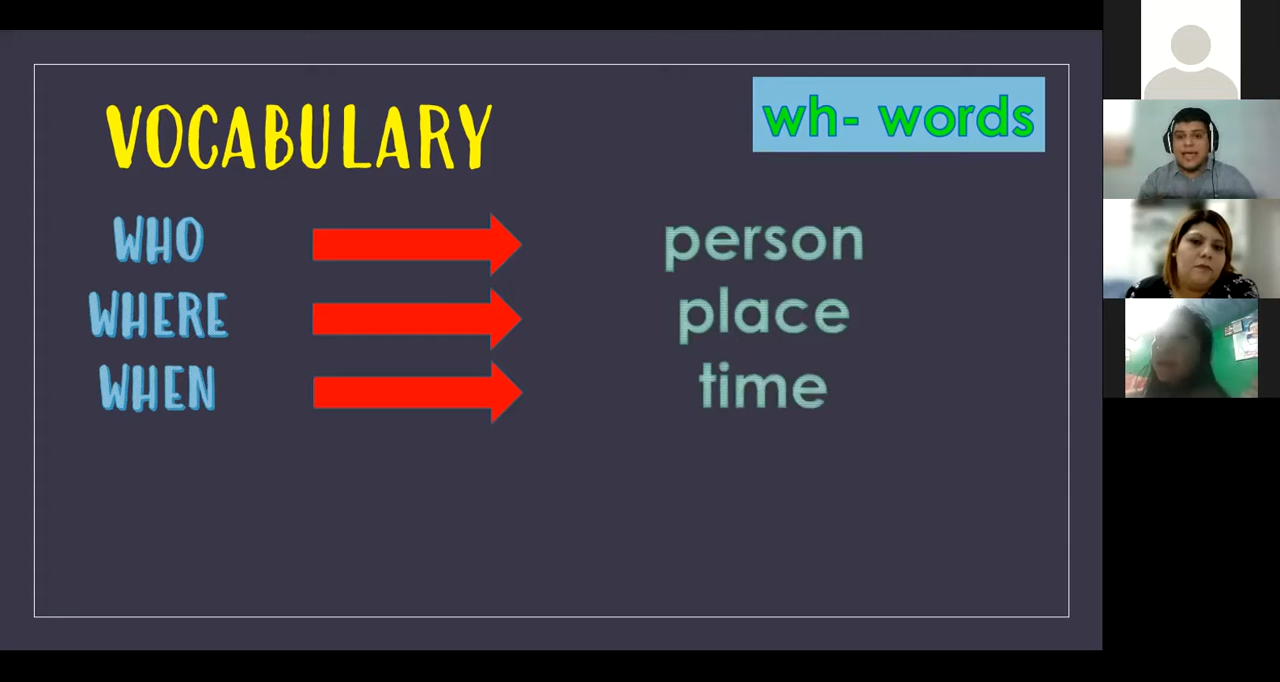 VOCABULARY
wh- words
WHO
person
WHERE
place
WHEN
time